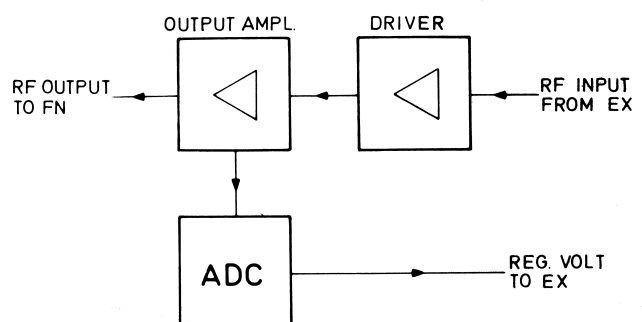 OUTPUT AMPL.
DRIVER
RF OUTPUT
TO FN
RF INPUT
FROM EX
ADC
REG. VOLT
TO EX